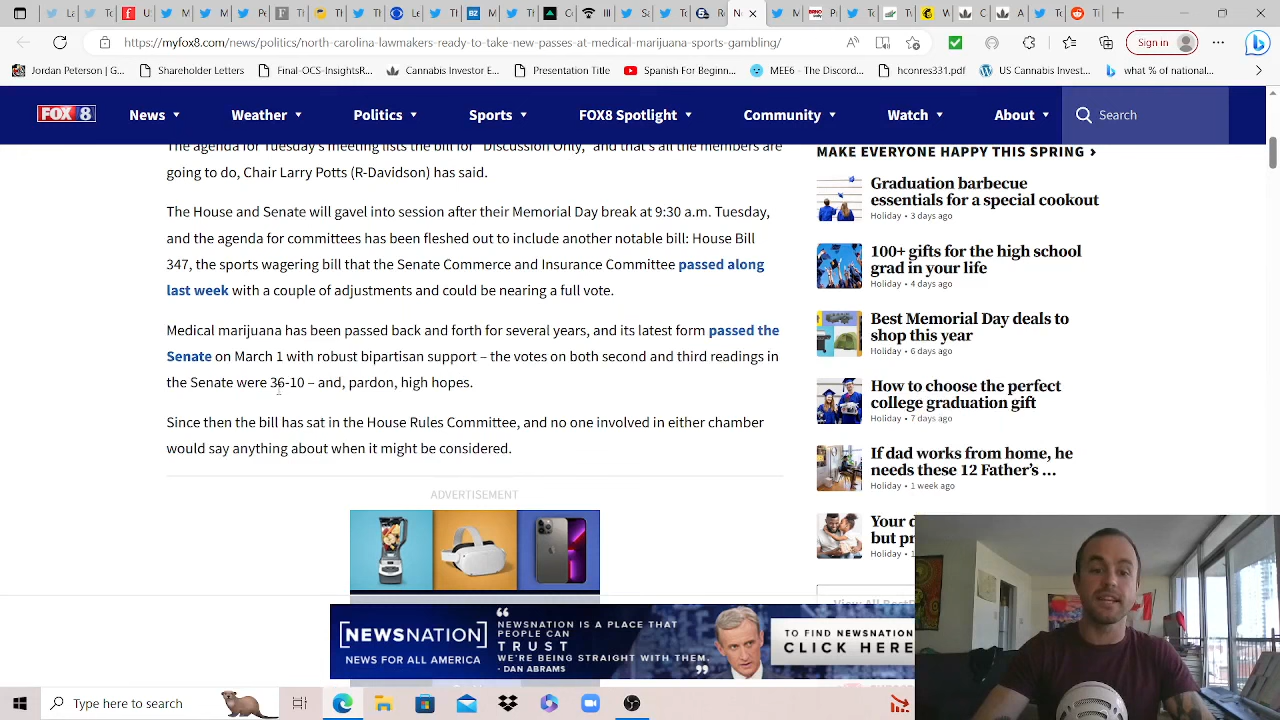 https://myfox8.com/news/politics/north-carolina-lawmakers-ready-to-take-new-passes-at-medical-marijuana-sports-gambling/
Sign in
Jordan Peterson | G...
Shareholder Letters
Final-OCS-InsightsR...
Cannabis Investor E...
Presentation Title
Spanish For Beginn...
MEE6 - The Discord...
hcore331.pdf
West Coast Ventur...
what % of national...
FOX 8
News
Weather
Politics
Sports
FOX8 Spotlight
Community
Watch
About
Search
The agenda for Tuesday's meeting lists the bill for "Discussion Only," and that's all the members are
going to do, Chair Larry Potts (R-Davidson) has said.
The House and Senate will gavel into session after their Memorial Day break at 9:30 a.m. Tuesday,
and the agenda for committees has been fleshed out to include another notable bill: House Bill
347, the sports wagering bill that the Senate Commerce and Insurance Committee passed along
last week with a couple of adjustments and could be nearing a full vote.
Medical marijuana has been passed back and forth for several years, and its latest form passed the
Senate on March 1 with robust bipartisan support – the votes on both second and third readings in
the Senate were 36-10 – and, pardon, high hopes.
Since then the bill has sat in the House Rules Committee, and no one involved in either chamber
would say anything about when it might be considered.
ADVERTISEMENT
MAKE EVERYONE HAPPY THIS SPRING ›
Graduation barbecue
essentials for a special cookout
Holiday • 3 days ago
100+ gifts for the high school
grad in your life
Holiday • 4 days ago
Best Memorial Day deals to
shop this year
Holiday • 6 days ago
How to choose the perfect
college graduation gift
Holiday • 7 days ago
If dad works from home, he
needs these 12 Father's ...
Holiday • 1 week ago
Your d
but pr
[NEWSNATION]
NEWS FOR ALL AMERICA
“
NEWSNATION IS A PLACE THAT
PEOPLE CAN
TRUST
WE'RE BEING STRAIGHT WITH THEM.
- DAN ABRAMS
”
TO FIND NEWSNATION
CLICK HERE
Type here to search